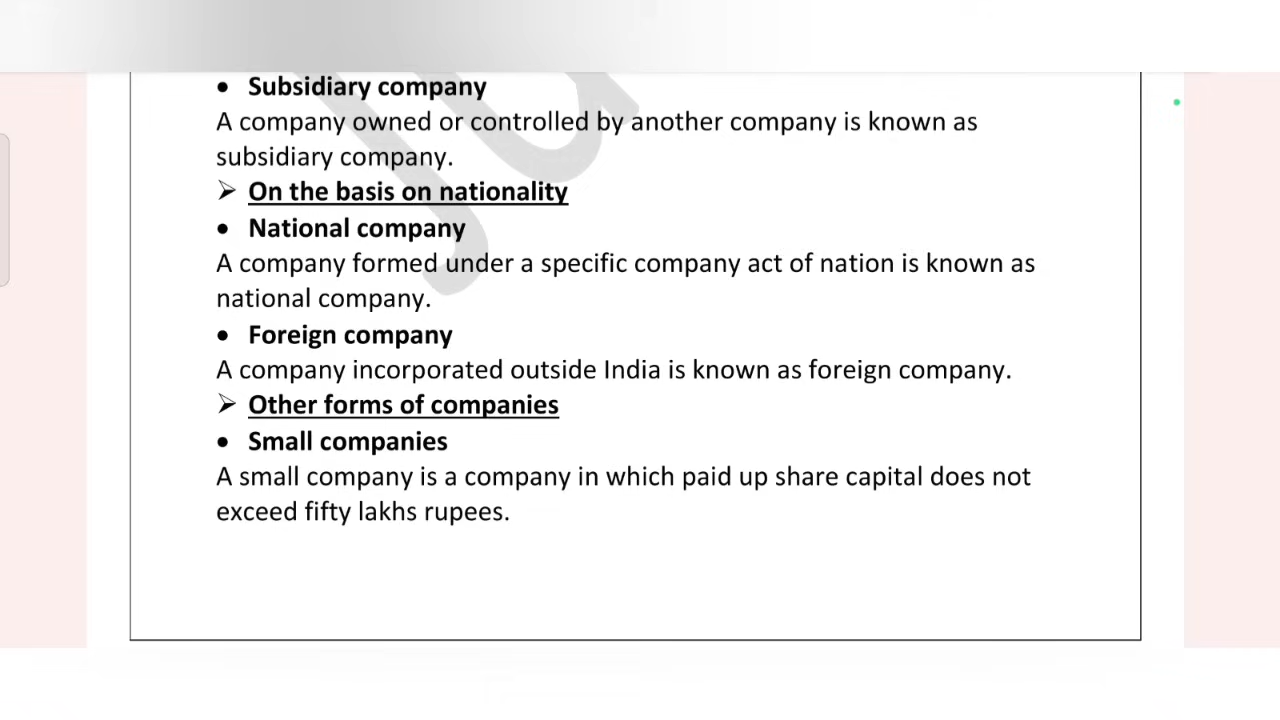 • Subsidiary company
A company owned or controlled by another company is known as
subsidiary company.
➢ On the basis on nationality
• National company
A company formed under a specific company act of nation is known as
national company.
• Foreign company
A company incorporated outside India is known as foreign company.
➢ Other forms of companies
• Small companies
A small company is a company in which paid up share capital does not
exceed fifty lakhs rupees.